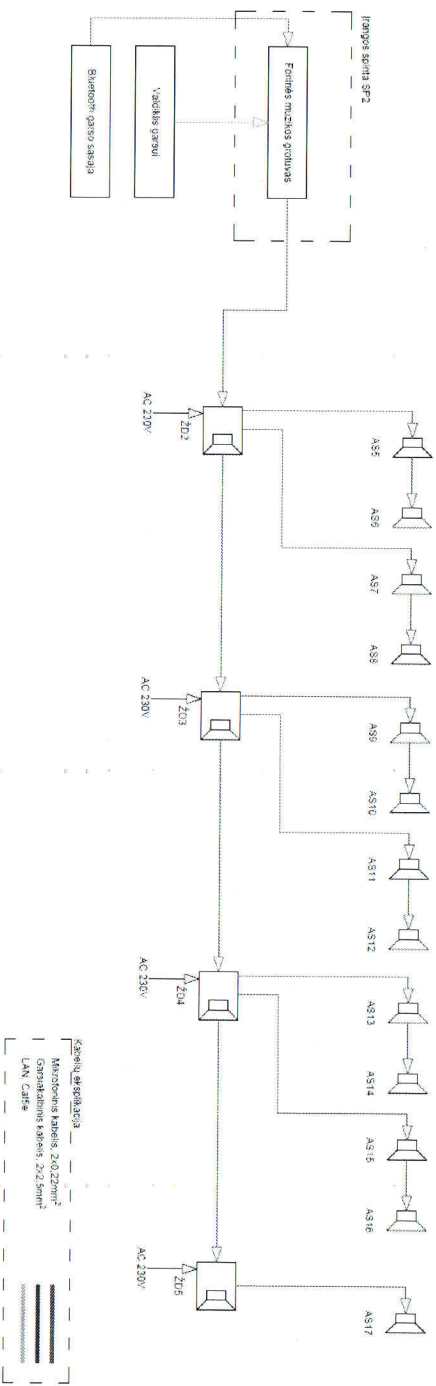 Įrangos spinta SP2
Foninės muzikos grotuvas
Valdiklis garsui
Bluetooth garso sąsaja
AS5
AS6
AS7
AS8
AS9
AS10
AS11
AS12
AS13
AS14
AS15
AS16
AS17
ŽD2
AC 230V
ŽD3
AC 230V
ŽD4
AC 230V
ŽD5
AC 230V
Kabelių eksplikacija
Mikrofoninis kabelis, 2x0,22mm²
Garsiakalbinis kabelis, 2x2,5mm²
LAN, Cat5e